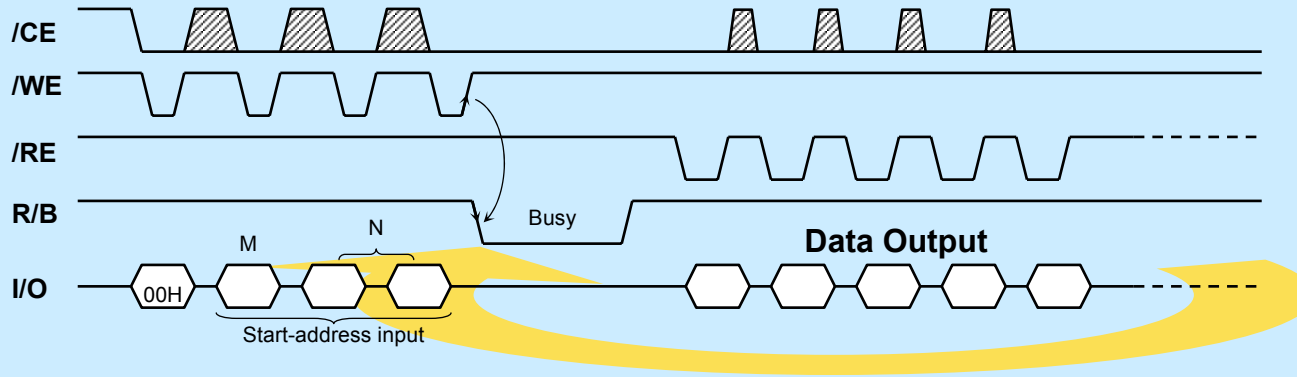 /CE
/WE
/RE
R/B
Busy
M
N
Data Output
I/O
00H
Start-address input